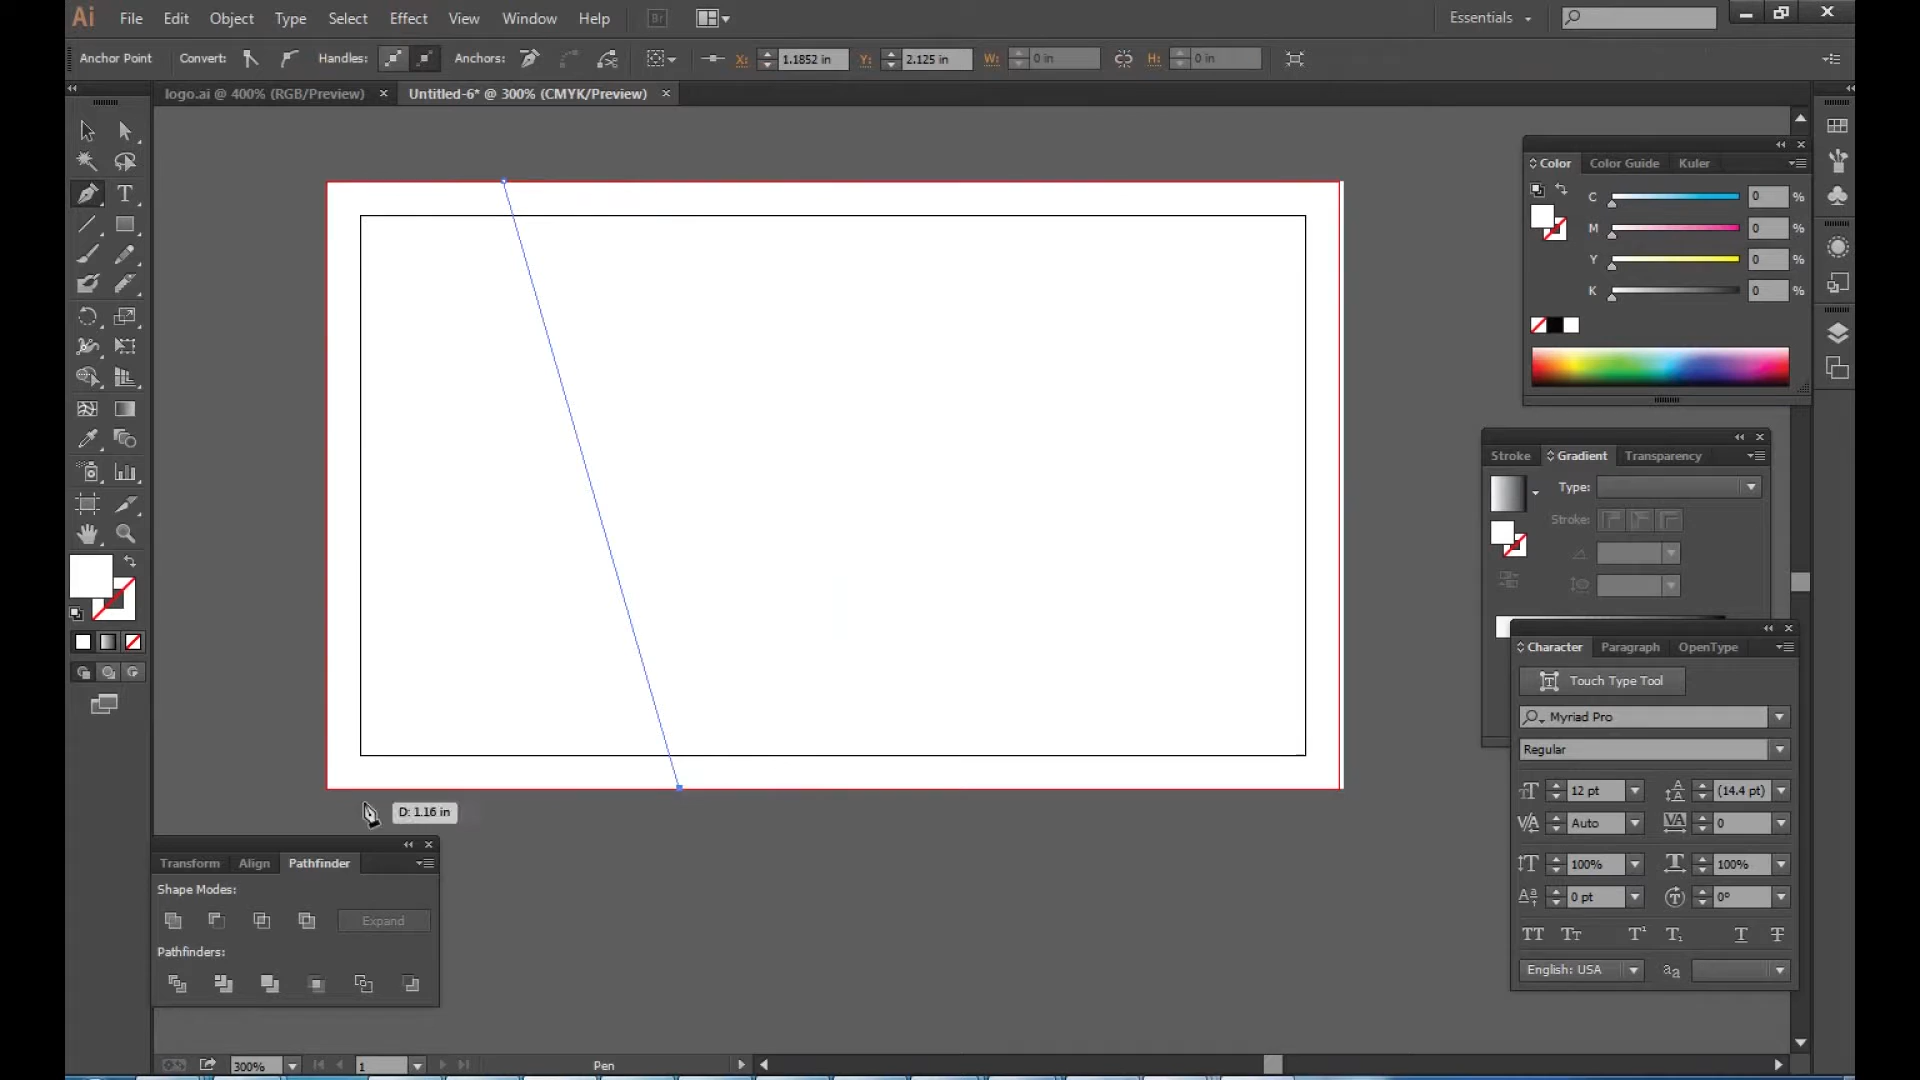 Ai File Edit Object Type Select Effect View Window Help Br Essentials
Anchor Point Convert: Handles: Anchors: X: 1.1852 in Y: 2.125 in W: 0 in H: 0 in
logo.ai @ 400% (RGB/Preview) Untitled-6* @ 300% (CMYK/Preview)
Color Color Guide Kuler
C 0 %
M 0 %
Y 0 %
K 0 %
Stroke Gradient Transparency
Type:
Stroke:
Character Paragraph OpenType
Touch Type Tool
Myriad Pro
Regular
12 pt (14.4 pt)
Auto 0
100% 100%
0 pt 0°
English: USA
D: 1.16 in
Transform Align Pathfinder
Shape Modes:
Expand
Pathfinders:
300% 1 Pen